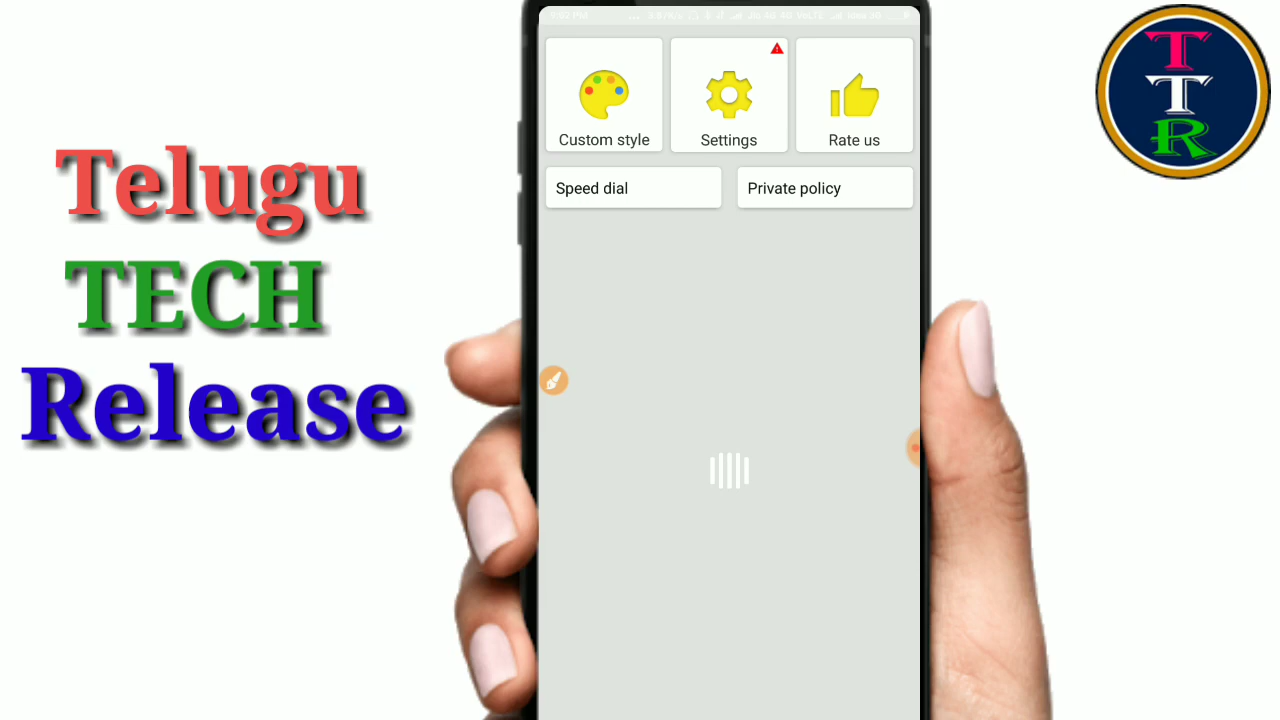 Telugu
TECH
Release
Custom style
Settings
Rate us
Speed dial
Private policy
T
T
R